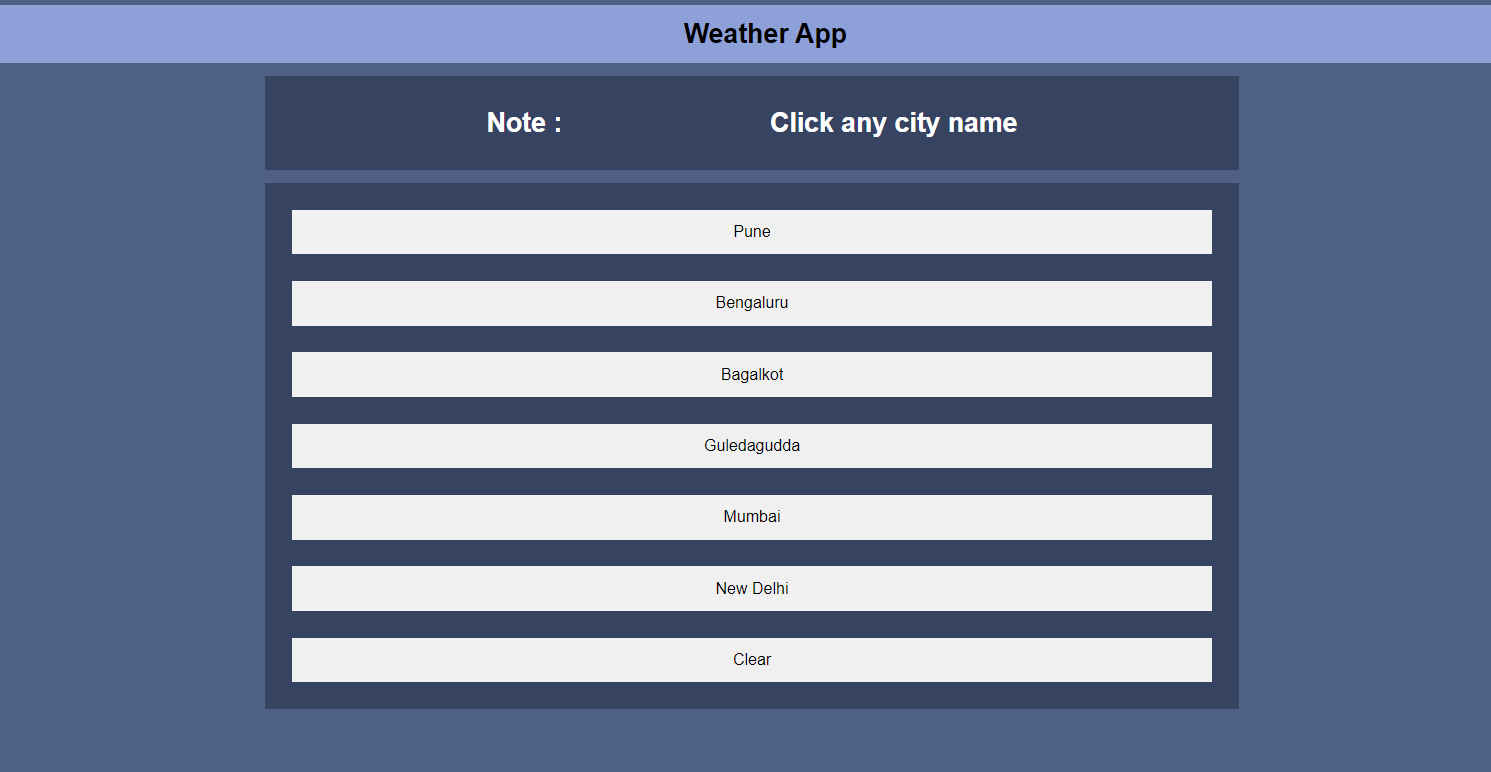 Weather App
Note : Click any city name
Pune
Bengaluru
Bagalkot
Guledagudda
Mumbai
New Delhi
Clear